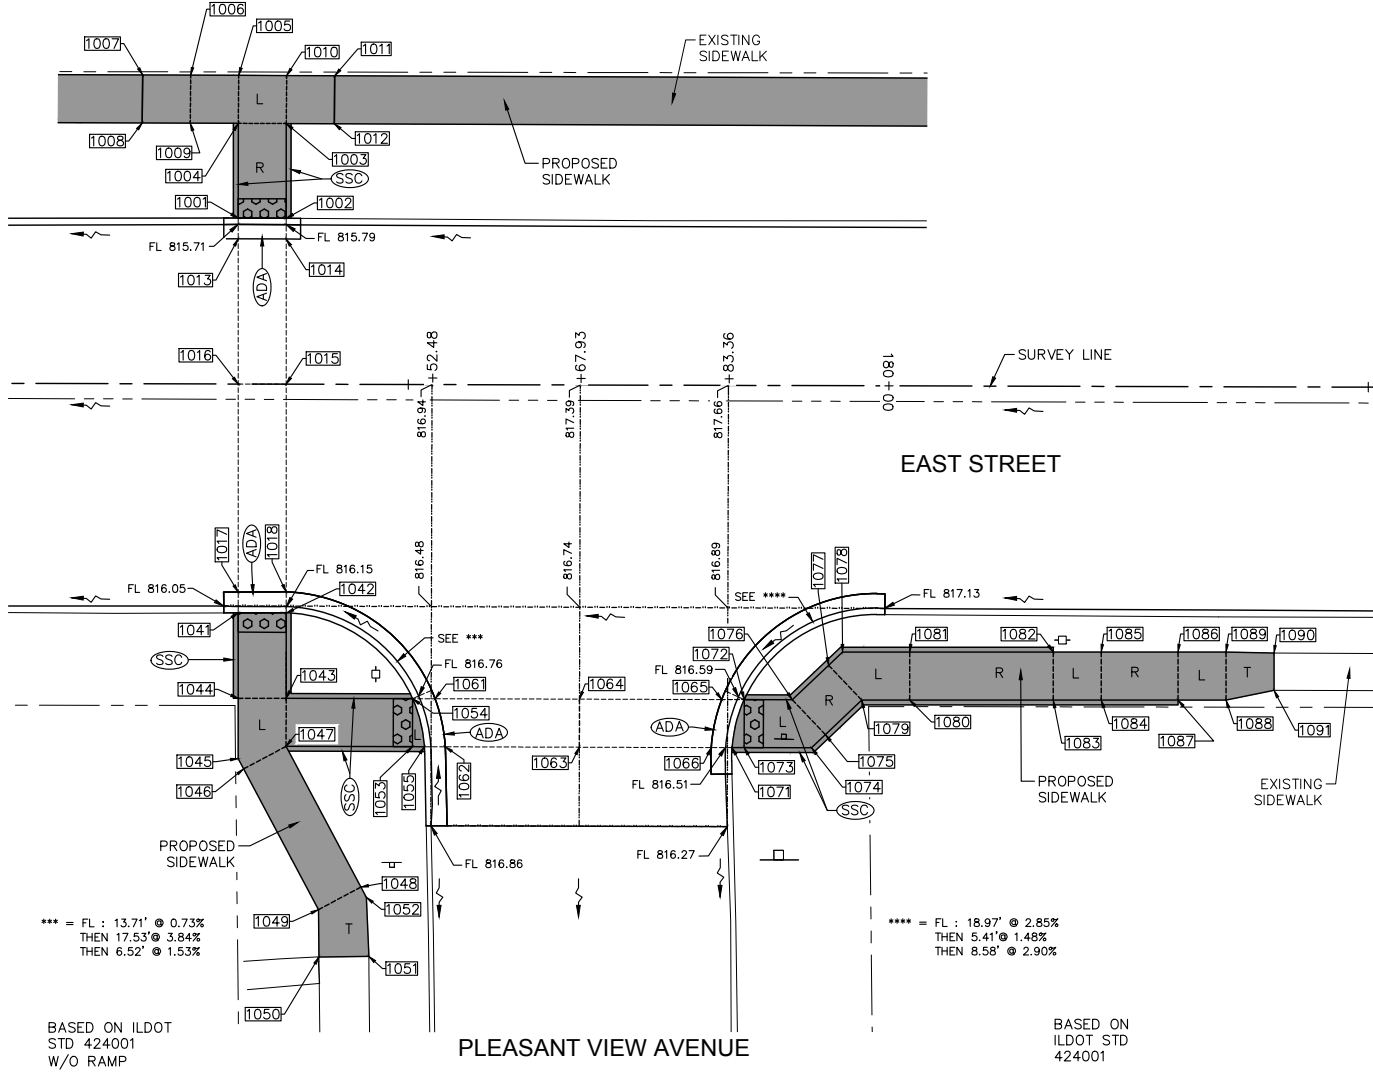 1006
1005
1007
1010
1011
EXISTING
SIDEWALK
L
1008
1009
1004
1003
1012
R
SSC
PROPOSED
SIDEWALK
1001
1002
FL 815.71
FL 815.79
1013
1014
ADA
1016
1015
+52.48
+67.93
+83.36
180+00
SURVEY LINE
816.94
817.39
817.66
EAST STREET
1017
ADA
1018
816.48
816.74
816.89
1077
1078
FL 816.05
FL 816.15
1042
SEE ****
FL 817.13
1041
SEE ***
1076
1081
1082
1085
1086
1089
1090
SSC
1043
FL 816.76
1072
FL 816.59
1044
1061
1064
1065
L
R
L
R
L
T
1054
R
L
1047
L
ADA
ADA
L
1079
1080
1084
1088
1091
1045
1063
1066
1073
1075
1083
1087
1046
SSC
1053
1055
1062
FL 816.51
1071
1074
PROPOSED
SIDEWALK
EXISTING
SIDEWALK
SSC
PROPOSED
SIDEWALK
FL 816.86
FL 816.27
1048
1049
1052
T
*** = FL : 13.71' @ 0.73%
THEN 17.53'@ 3.84%
THEN 6.52' @ 1.53%
**** = FL : 18.97' @ 2.85%
THEN 5.41'@ 1.48%
THEN 8.58' @ 2.90%
1051
1050
BASED ON ILDOT
STD 424001
W/O RAMP
PLEASANT VIEW AVENUE
BASED ON
ILDOT STD
424001